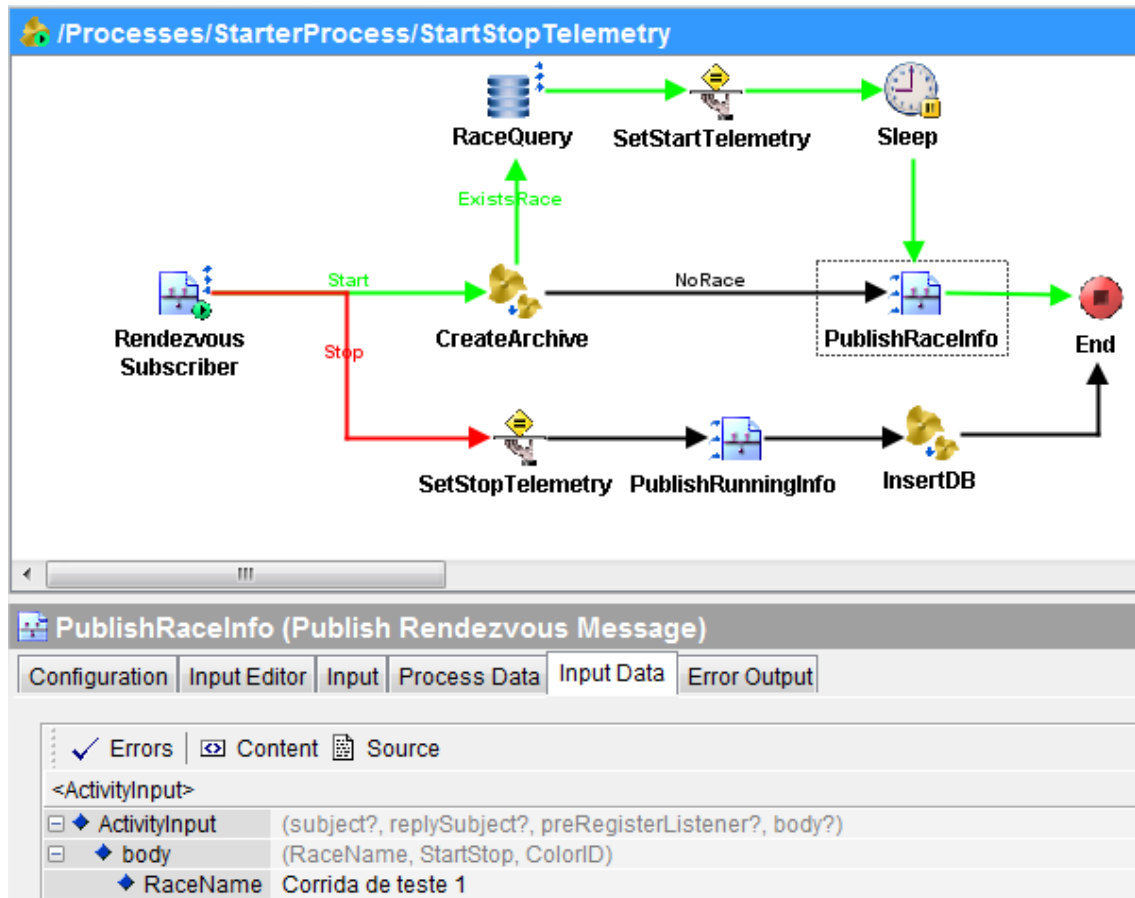 /Processes/StarterProcess/StartStopTelemetry
RaceQuery
SetStartTelemetry
Sleep
ExistsRace
Start
NoRace
Rendezvous
Subscriber
CreateArchive
PublishRaceInfo
End
Stop
SetStopTelemetry
PublishRunningInfo
InsertDB
PublishRaceInfo (Publish Rendezvous Message)
Configuration Input Editor Input Process Data Input Data Error Output
Errors Content Source
<ActivityInput>
ActivityInput (subject?, replySubject?, preRegisterListener?, body?)
body (RaceName, StartStop, ColorID)
RaceName Corrida de teste 1